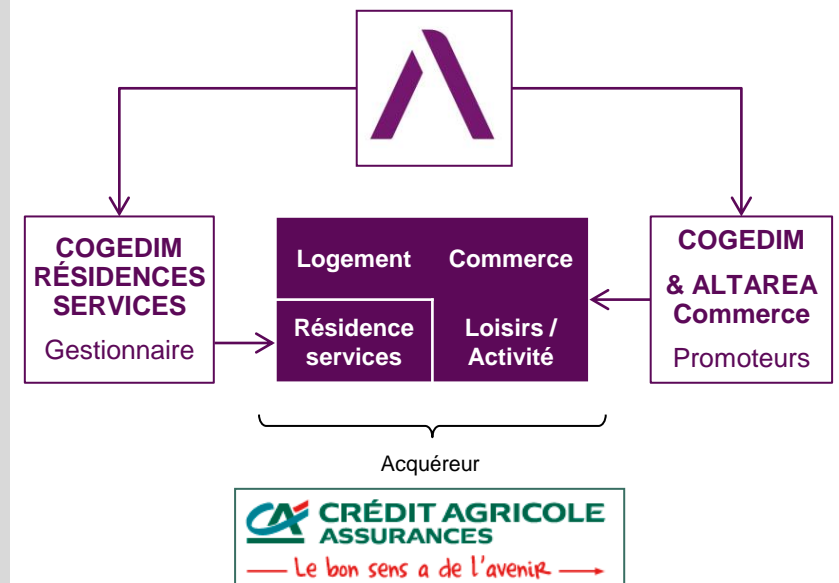 COGEDIM
RÉSIDENCES
SERVICES
Gestionnaire
Logement
Commerce
Résidence
services
Loisirs /
Activité
COGEDIM
& ALTAREA
Commerce
Promoteurs
Acquéreur
CA CRÉDIT AGRICOLE
ASSURANCES
Le bon sens a de l'avenir